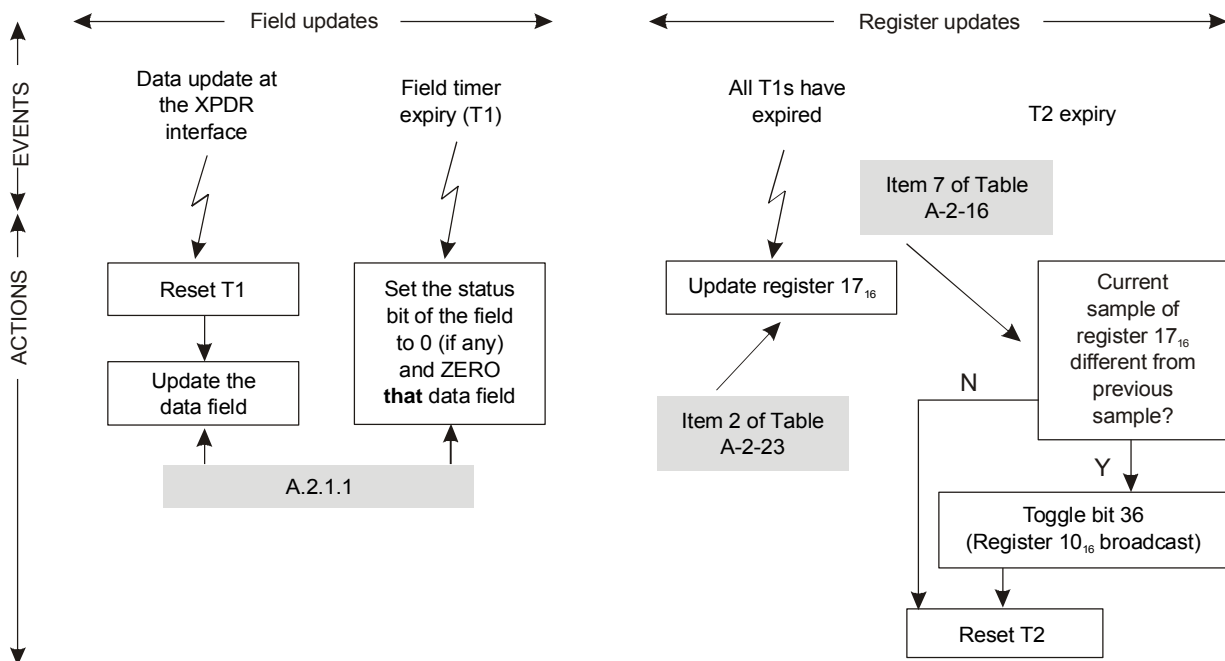 Field updates
Register updates
EVENTS
Data update at
the XPDR
interface
Field timer
expiry (T1)
All T1s have
expired
T2 expiry
Item 7 of Table
A-2-16
ACTIONS
Reset T1
Update the
data field
Set the status
bit of the field
to 0 (if any)
and ZERO
that data field
A.2.1.1
Update register 17₁₆
Item 2 of Table
A-2-23
Current
sample of
register 17₁₆
different from
previous
sample?
N
Y
Toggle bit 36
(Register 10₁₆ broadcast)
Reset T2